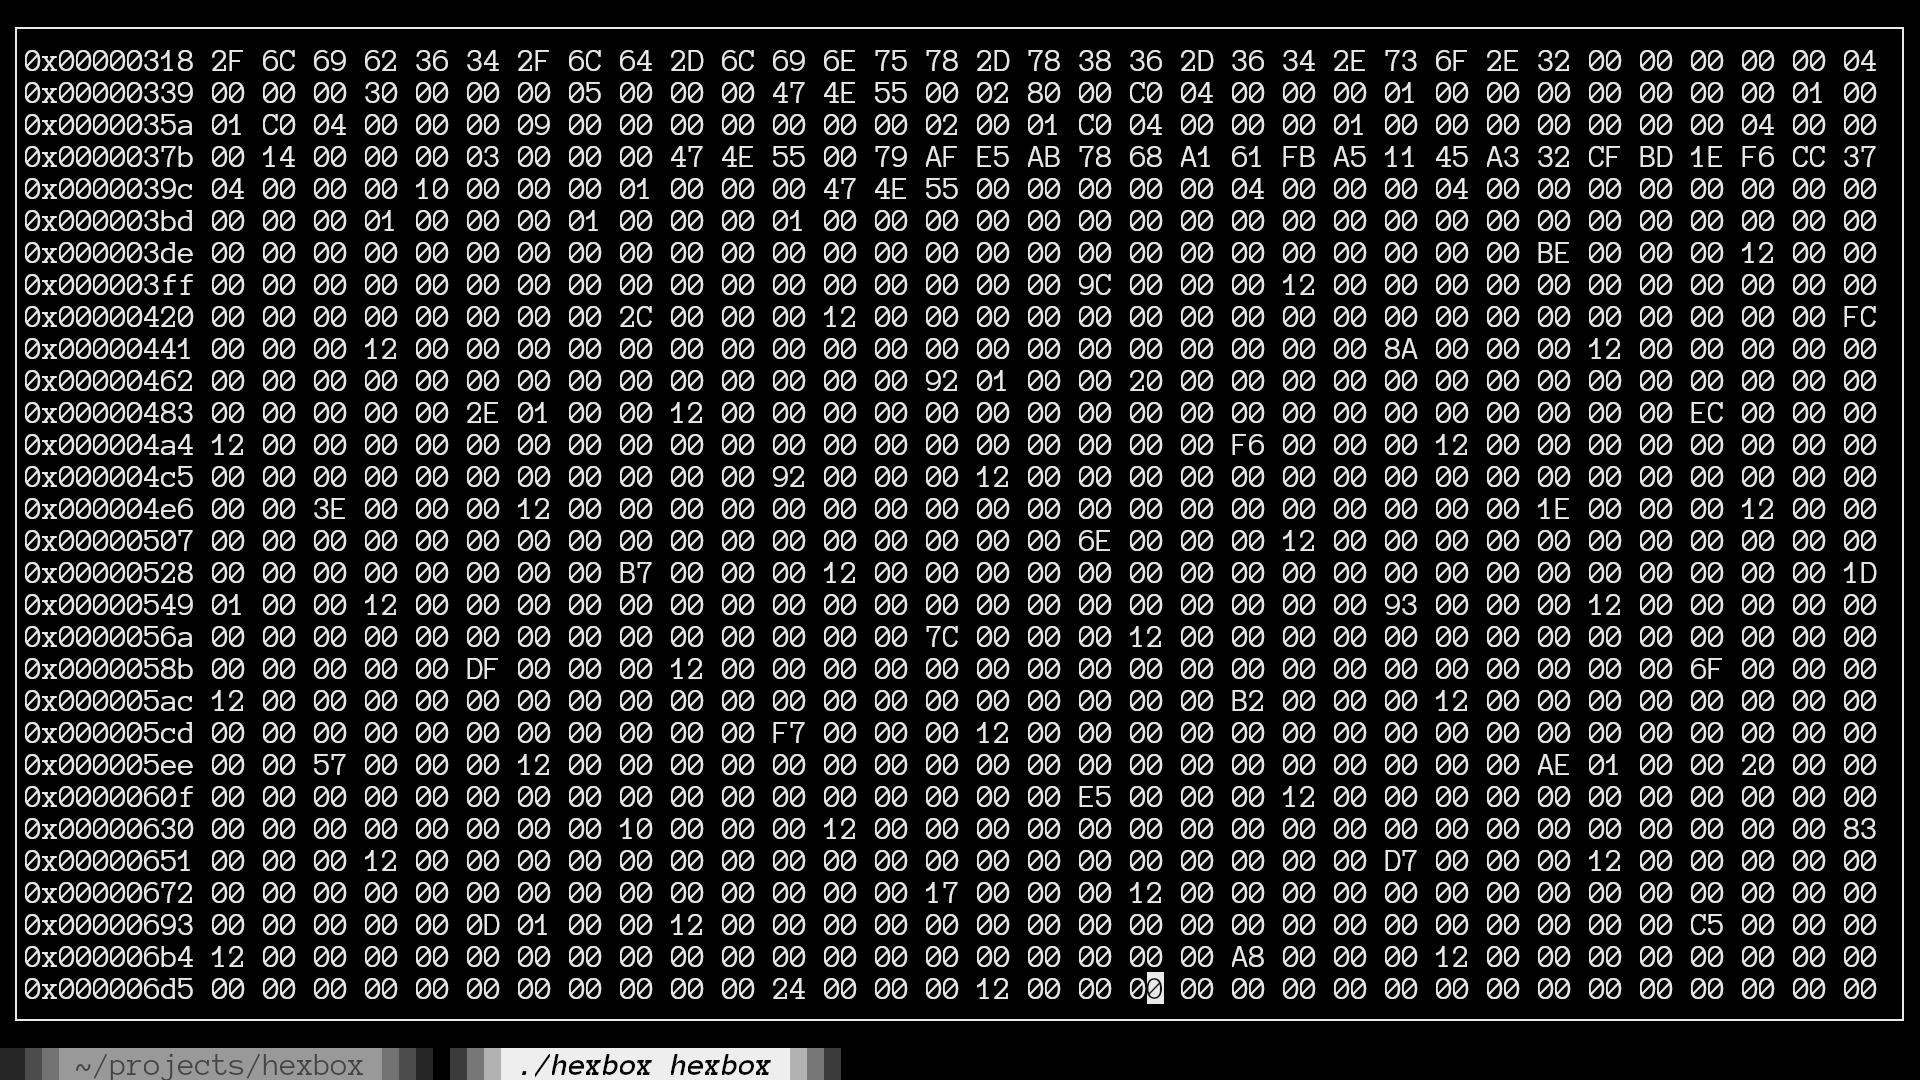 0x00000318 2F 6C 69 62 36 34 2F 6C 64 2D 6C 69 6E 75 78 2D 78 38 36 2D 36 34 2E 73 6F 2E 32 00 00 00 00 00 04
0x00000339 00 00 00 30 00 00 00 05 00 00 00 47 4E 55 00 02 80 00 C0 04 00 00 00 01 00 00 00 00 00 00 00 01 00
0x0000035a 01 C0 04 00 00 00 09 00 00 00 00 00 00 00 02 00 01 C0 04 00 00 00 01 00 00 00 00 00 00 00 04 00 00
0x0000037b 00 14 00 00 00 03 00 00 00 47 4E 55 00 79 AF E5 AB 78 68 A1 61 FB A5 11 45 A3 32 CF BD 1E F6 CC 37
0x0000039c 04 00 00 00 10 00 00 00 01 00 00 00 47 4E 55 00 00 00 00 00 04 00 00 00 04 00 00 00 00 00 00 00 00
0x000003bd 00 00 00 01 00 00 00 01 00 00 00 01 00 00 00 00 00 00 00 00 00 00 00 00 00 00 00 00 00 00 00 00 00
0x000003de 00 00 00 00 00 00 00 00 00 00 00 00 00 00 00 00 00 00 00 00 00 00 00 00 00 00 BE 00 00 00 12 00 00
0x000003ff 00 00 00 00 00 00 00 00 00 00 00 00 00 00 00 00 00 9C 00 00 00 12 00 00 00 00 00 00 00 00 00 00 00
0x00000420 00 00 00 00 00 00 00 00 2C 00 00 00 12 00 00 00 00 00 00 00 00 00 00 00 00 00 00 00 00 00 00 00 FC
0x00000441 00 00 00 12 00 00 00 00 00 00 00 00 00 00 00 00 00 00 00 00 00 00 00 8A 00 00 00 12 00 00 00 00 00
0x00000462 00 00 00 00 00 00 00 00 00 00 00 00 00 00 92 01 00 00 20 00 00 00 00 00 00 00 00 00 00 00 00 00 00
0x00000483 00 00 00 00 00 2E 01 00 00 12 00 00 00 00 00 00 00 00 00 00 00 00 00 00 00 00 00 00 00 EC 00 00 00
0x000004a4 12 00 00 00 00 00 00 00 00 00 00 00 00 00 00 00 00 00 00 00 F6 00 00 00 12 00 00 00 00 00 00 00 00
0x000004c5 00 00 00 00 00 00 00 00 00 00 00 92 00 00 00 12 00 00 00 00 00 00 00 00 00 00 00 00 00 00 00 00 00
0x000004e6 00 00 3E 00 00 00 12 00 00 00 00 00 00 00 00 00 00 00 00 00 00 00 00 00 00 00 1E 00 00 00 12 00 00
0x00000507 00 00 00 00 00 00 00 00 00 00 00 00 00 00 00 00 00 6E 00 00 00 12 00 00 00 00 00 00 00 00 00 00 00
0x00000528 00 00 00 00 00 00 00 00 B7 00 00 00 12 00 00 00 00 00 00 00 00 00 00 00 00 00 00 00 00 00 00 00 1D
0x00000549 01 00 00 12 00 00 00 00 00 00 00 00 00 00 00 00 00 00 00 00 00 00 00 93 00 00 00 12 00 00 00 00 00
0x0000056a 00 00 00 00 00 00 00 00 00 00 00 00 00 00 7C 00 00 00 12 00 00 00 00 00 00 00 00 00 00 00 00 00 00
0x0000058b 00 00 00 00 00 DF 00 00 00 12 00 00 00 00 00 00 00 00 00 00 00 00 00 00 00 00 00 00 00 6F 00 00 00
0x000005ac 12 00 00 00 00 00 00 00 00 00 00 00 00 00 00 00 00 00 00 00 B2 00 00 00 12 00 00 00 00 00 00 00 00
0x000005cd 00 00 00 00 00 00 00 00 00 00 00 F7 00 00 00 12 00 00 00 00 00 00 00 00 00 00 00 00 00 00 00 00 00
0x000005ee 00 00 57 00 00 00 12 00 00 00 00 00 00 00 00 00 00 00 00 00 00 00 00 00 00 00 AE 01 00 00 20 00 00
0x0000060f 00 00 00 00 00 00 00 00 00 00 00 00 00 00 00 00 00 E5 00 00 00 12 00 00 00 00 00 00 00 00 00 00 00
0x00000630 00 00 00 00 00 00 00 00 10 00 00 00 12 00 00 00 00 00 00 00 00 00 00 00 00 00 00 00 00 00 00 00 83
0x00000651 00 00 00 12 00 00 00 00 00 00 00 00 00 00 00 00 00 00 00 00 00 00 00 D7 00 00 00 12 00 00 00 00 00
0x00000672 00 00 00 00 00 00 00 00 00 00 00 00 00 00 17 00 00 00 12 00 00 00 00 00 00 00 00 00 00 00 00 00 00
0x00000693 00 00 00 00 00 0D 01 00 00 12 00 00 00 00 00 00 00 00 00 00 00 00 00 00 00 00 00 00 00 C5 00 00 00
0x000006b4 12 00 00 00 00 00 00 00 00 00 00 00 00 00 00 00 00 00 00 00 A8 00 00 00 12 00 00 00 00 00 00 00 00
0x000006d5 00 00 00 00 00 00 00 00 00 00 00 24 00 00 00 12 00 00 00 00 00 00 00 00 00 00 00 00 00 00 00 00 00
~/projects/hexbox ./hexbox hexbox